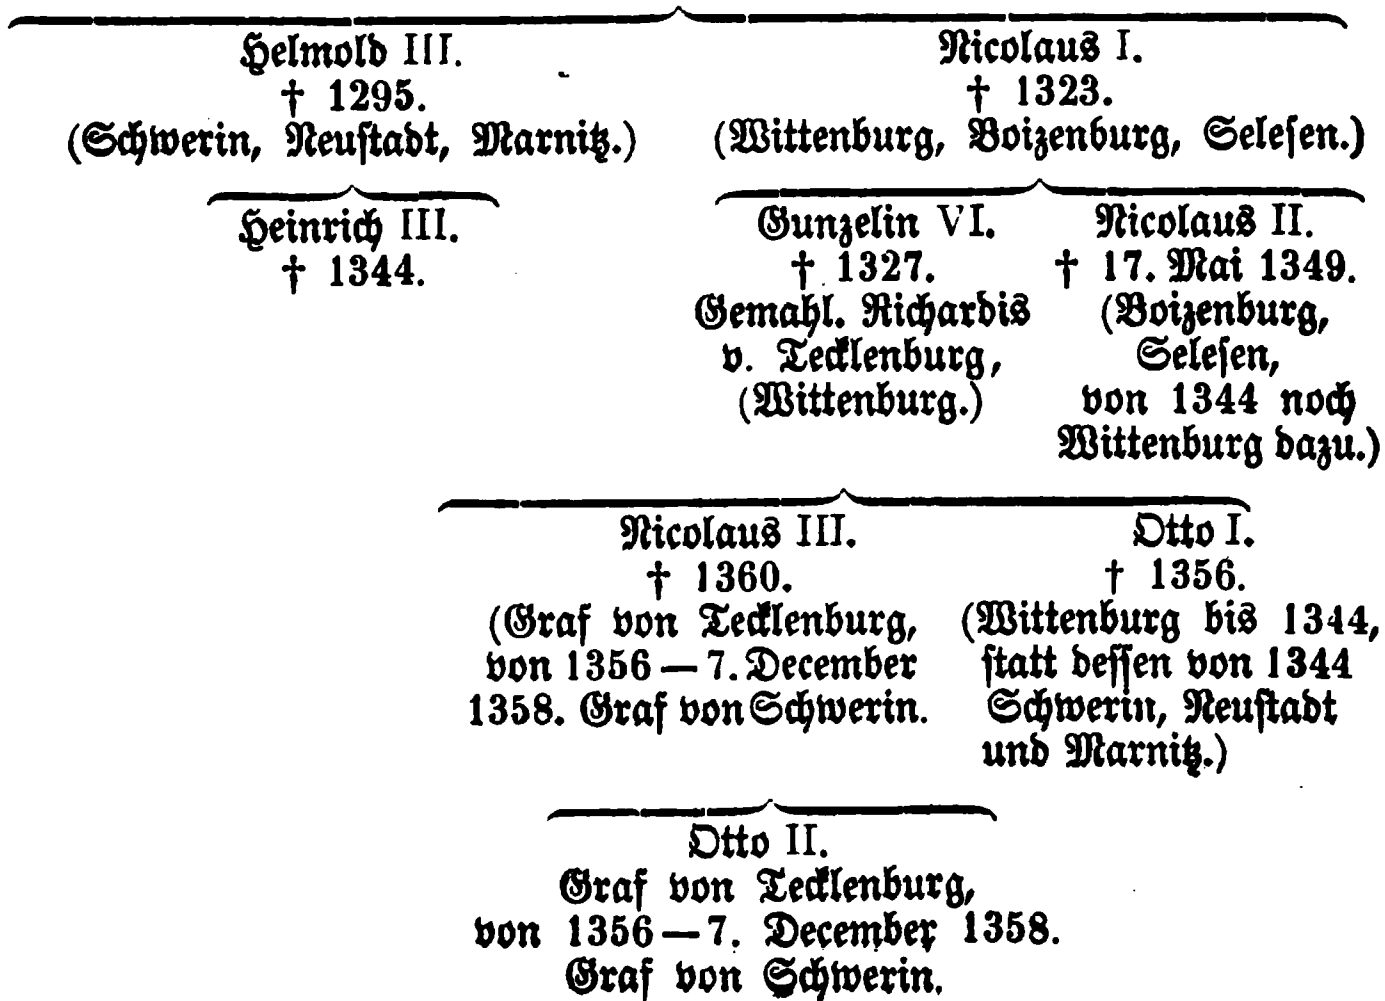 Helmold III.
† 1295.
(Schwerin, Neustadt, Marnitz.)
Nicolaus I.
† 1323.
(Wittenburg, Boizenburg, Selesen.)
Heinrich III.
† 1344.
Gunzelin VI.
† 1327.
Gemahl. Richardis
v. Tecklenburg,
(Wittenburg.)
Nicolaus II.
† 17. Mai 1349.
(Boizenburg,
Selesen,
von 1344 noch
Wittenburg dazu.)
Nicolaus III.
† 1360.
(Graf von Tecklenburg,
von 1356 — 7. December
1358. Graf von Schwerin.
Otto I.
† 1356.
(Wittenburg bis 1344,
statt dessen von 1344
Schwerin, Neustadt
und Marnitz.)
Otto II.
Graf von Tecklenburg,
von 1356 — 7. December 1358.
Graf von Schwerin.